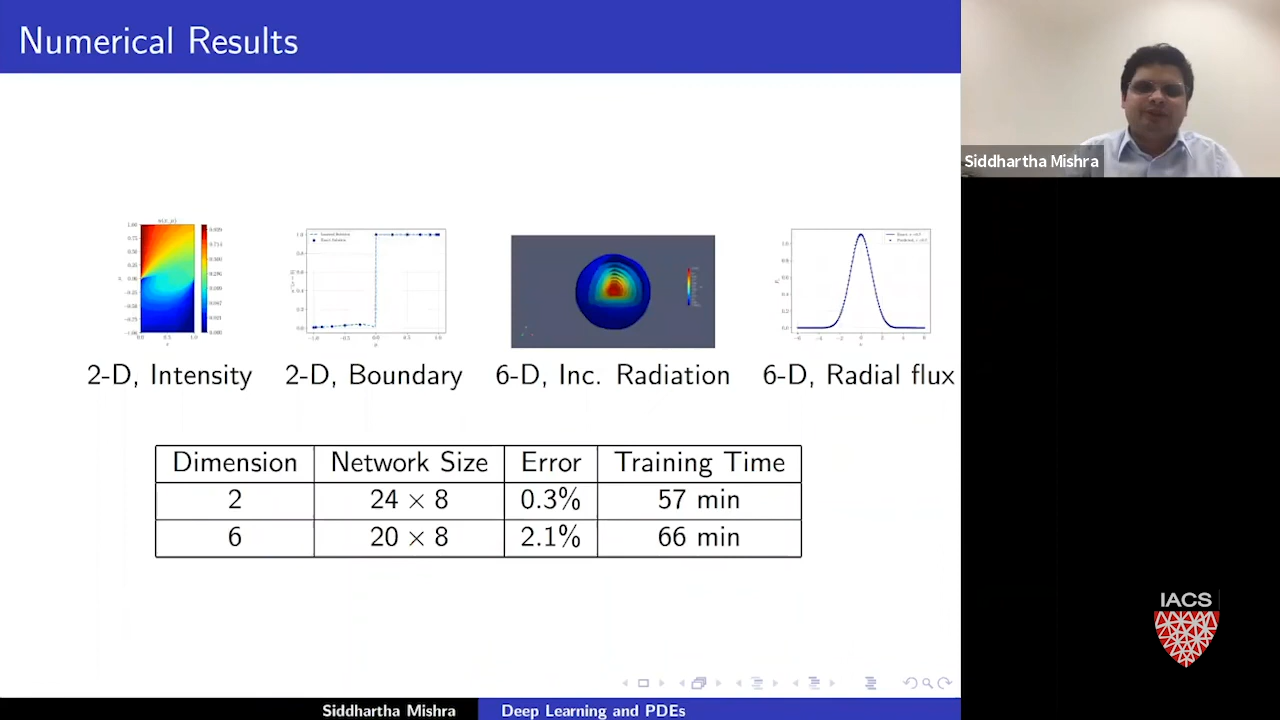 Numerical Results
Siddhartha Mishra
2-D, Intensity
2-D, Boundary
6-D, Inc. Radiation
6-D, Radial flux
Dimension Network Size Error Training Time
2 24 × 8 0.3% 57 min
6 20 × 8 2.1% 66 min
IACS
Siddhartha Mishra
Deep Learning and PDEs